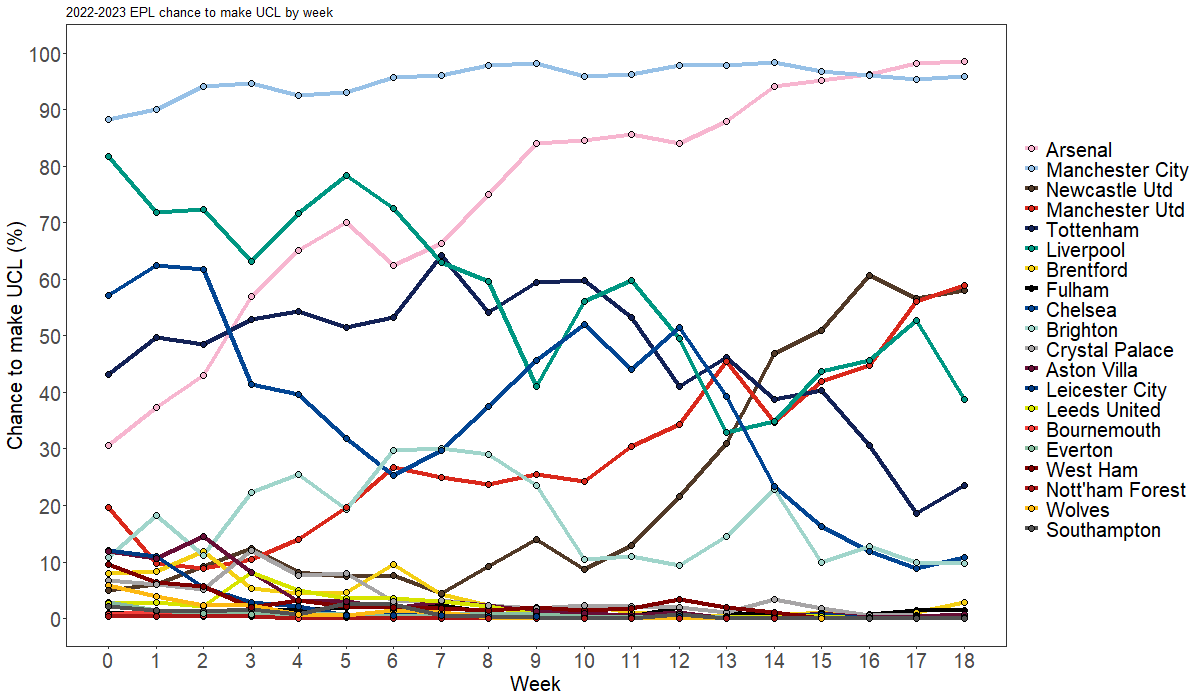 2022-2023 EPL chance to make UCL by week
Chance to make UCL (%)
100
90
80
70
60
50
40
30
20
10
0
0 1 2 3 4 5 6 7 8 9 10 11 12 13 14 15 16 17 18
Week
Arsenal
Manchester City
Newcastle Utd
Manchester Utd
Tottenham
Liverpool
Brentford
Fulham
Chelsea
Brighton
Crystal Palace
Aston Villa
Leicester City
Leeds United
Bournemouth
Everton
West Ham
Nott'ham Forest
Wolves
Southampton